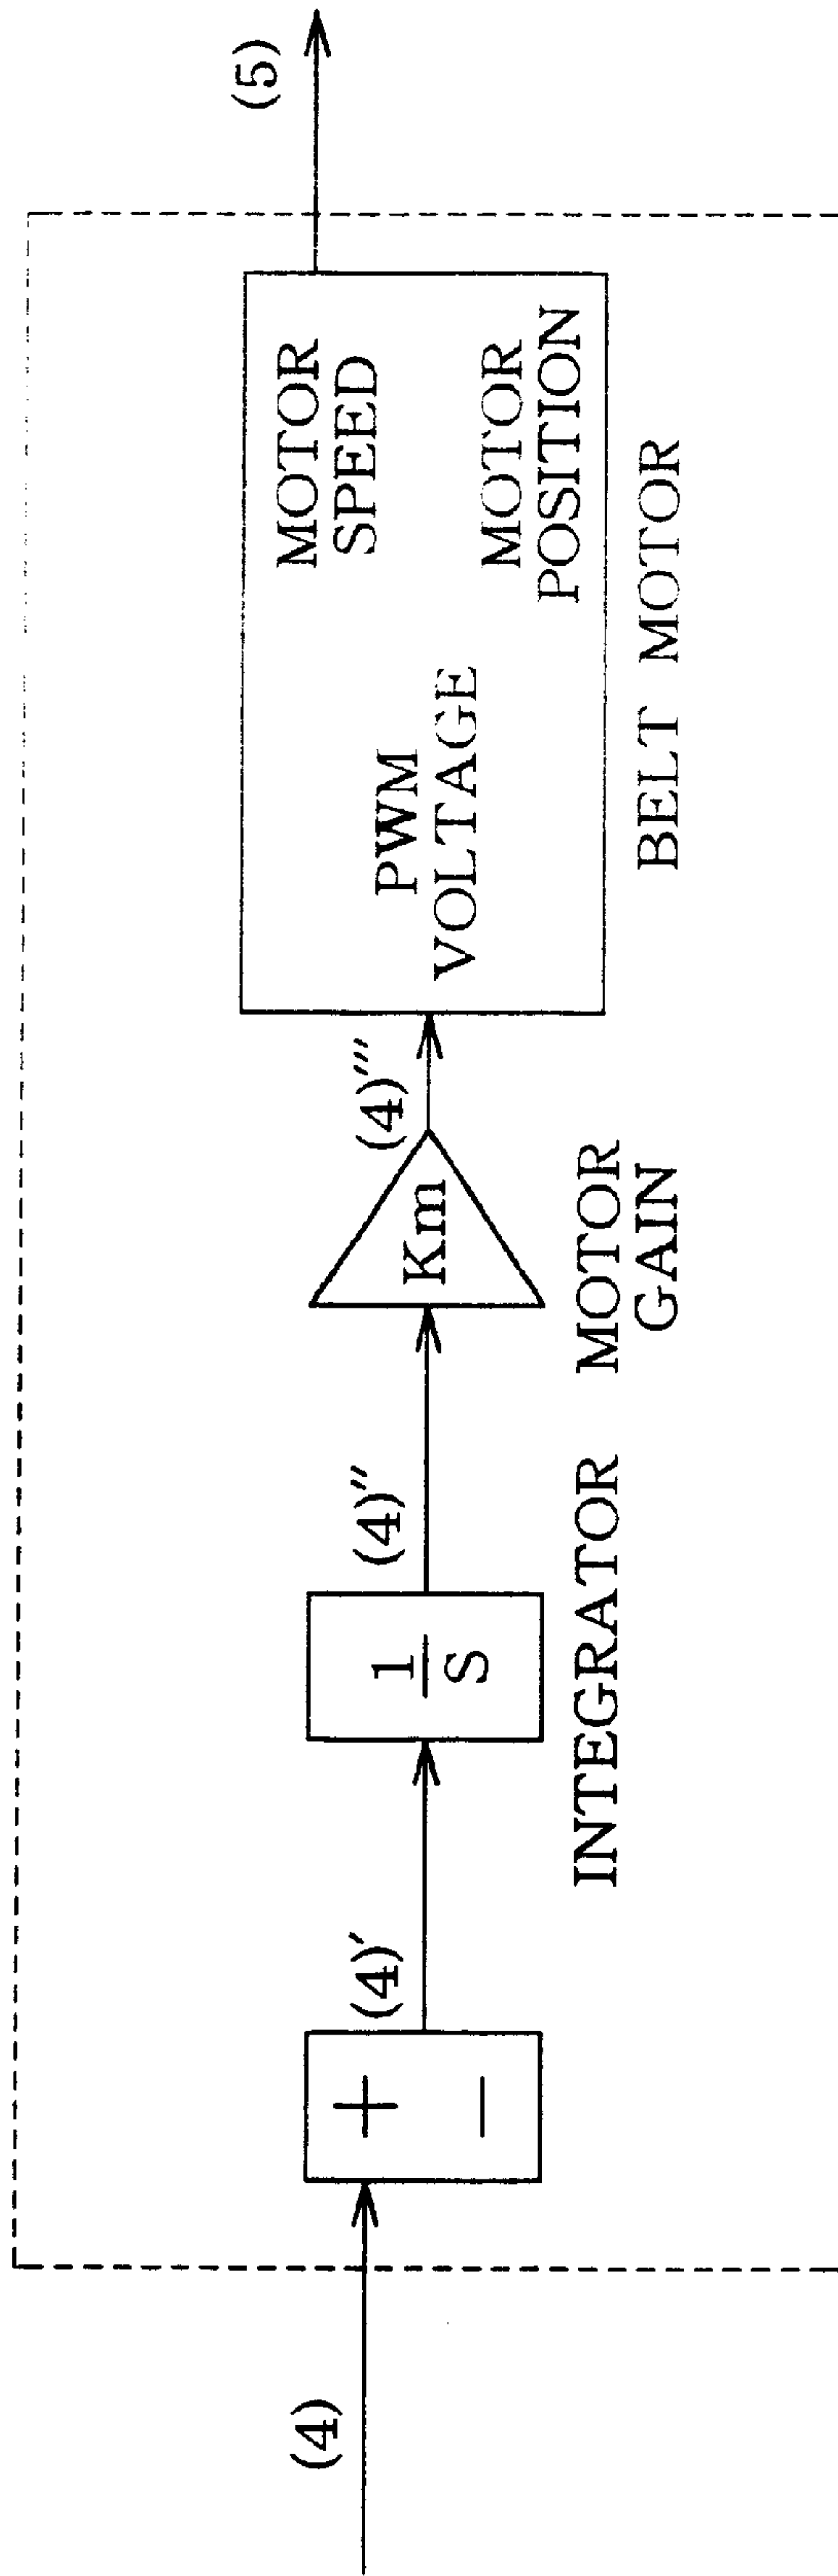 (4)
+
−
(4)′
1
S
INTEGRATOR
(4)″
Km
MOTOR
GAIN
(4)‴
PWM
VOLTAGE
MOTOR
SPEED
MOTOR
POSITION
BELT MOTOR
(5)